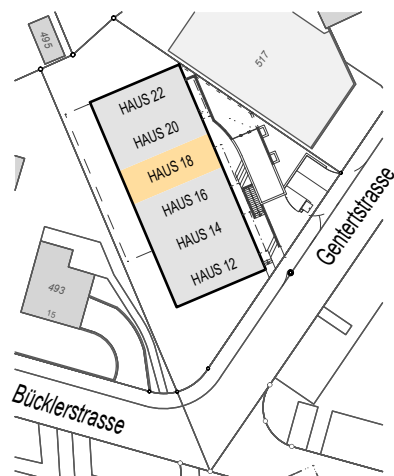 495
517
HAUS 22
HAUS 20
HAUS 18
HAUS 16
HAUS 14
HAUS 12
Gentertstrasse
493
15
Bücklerstrasse